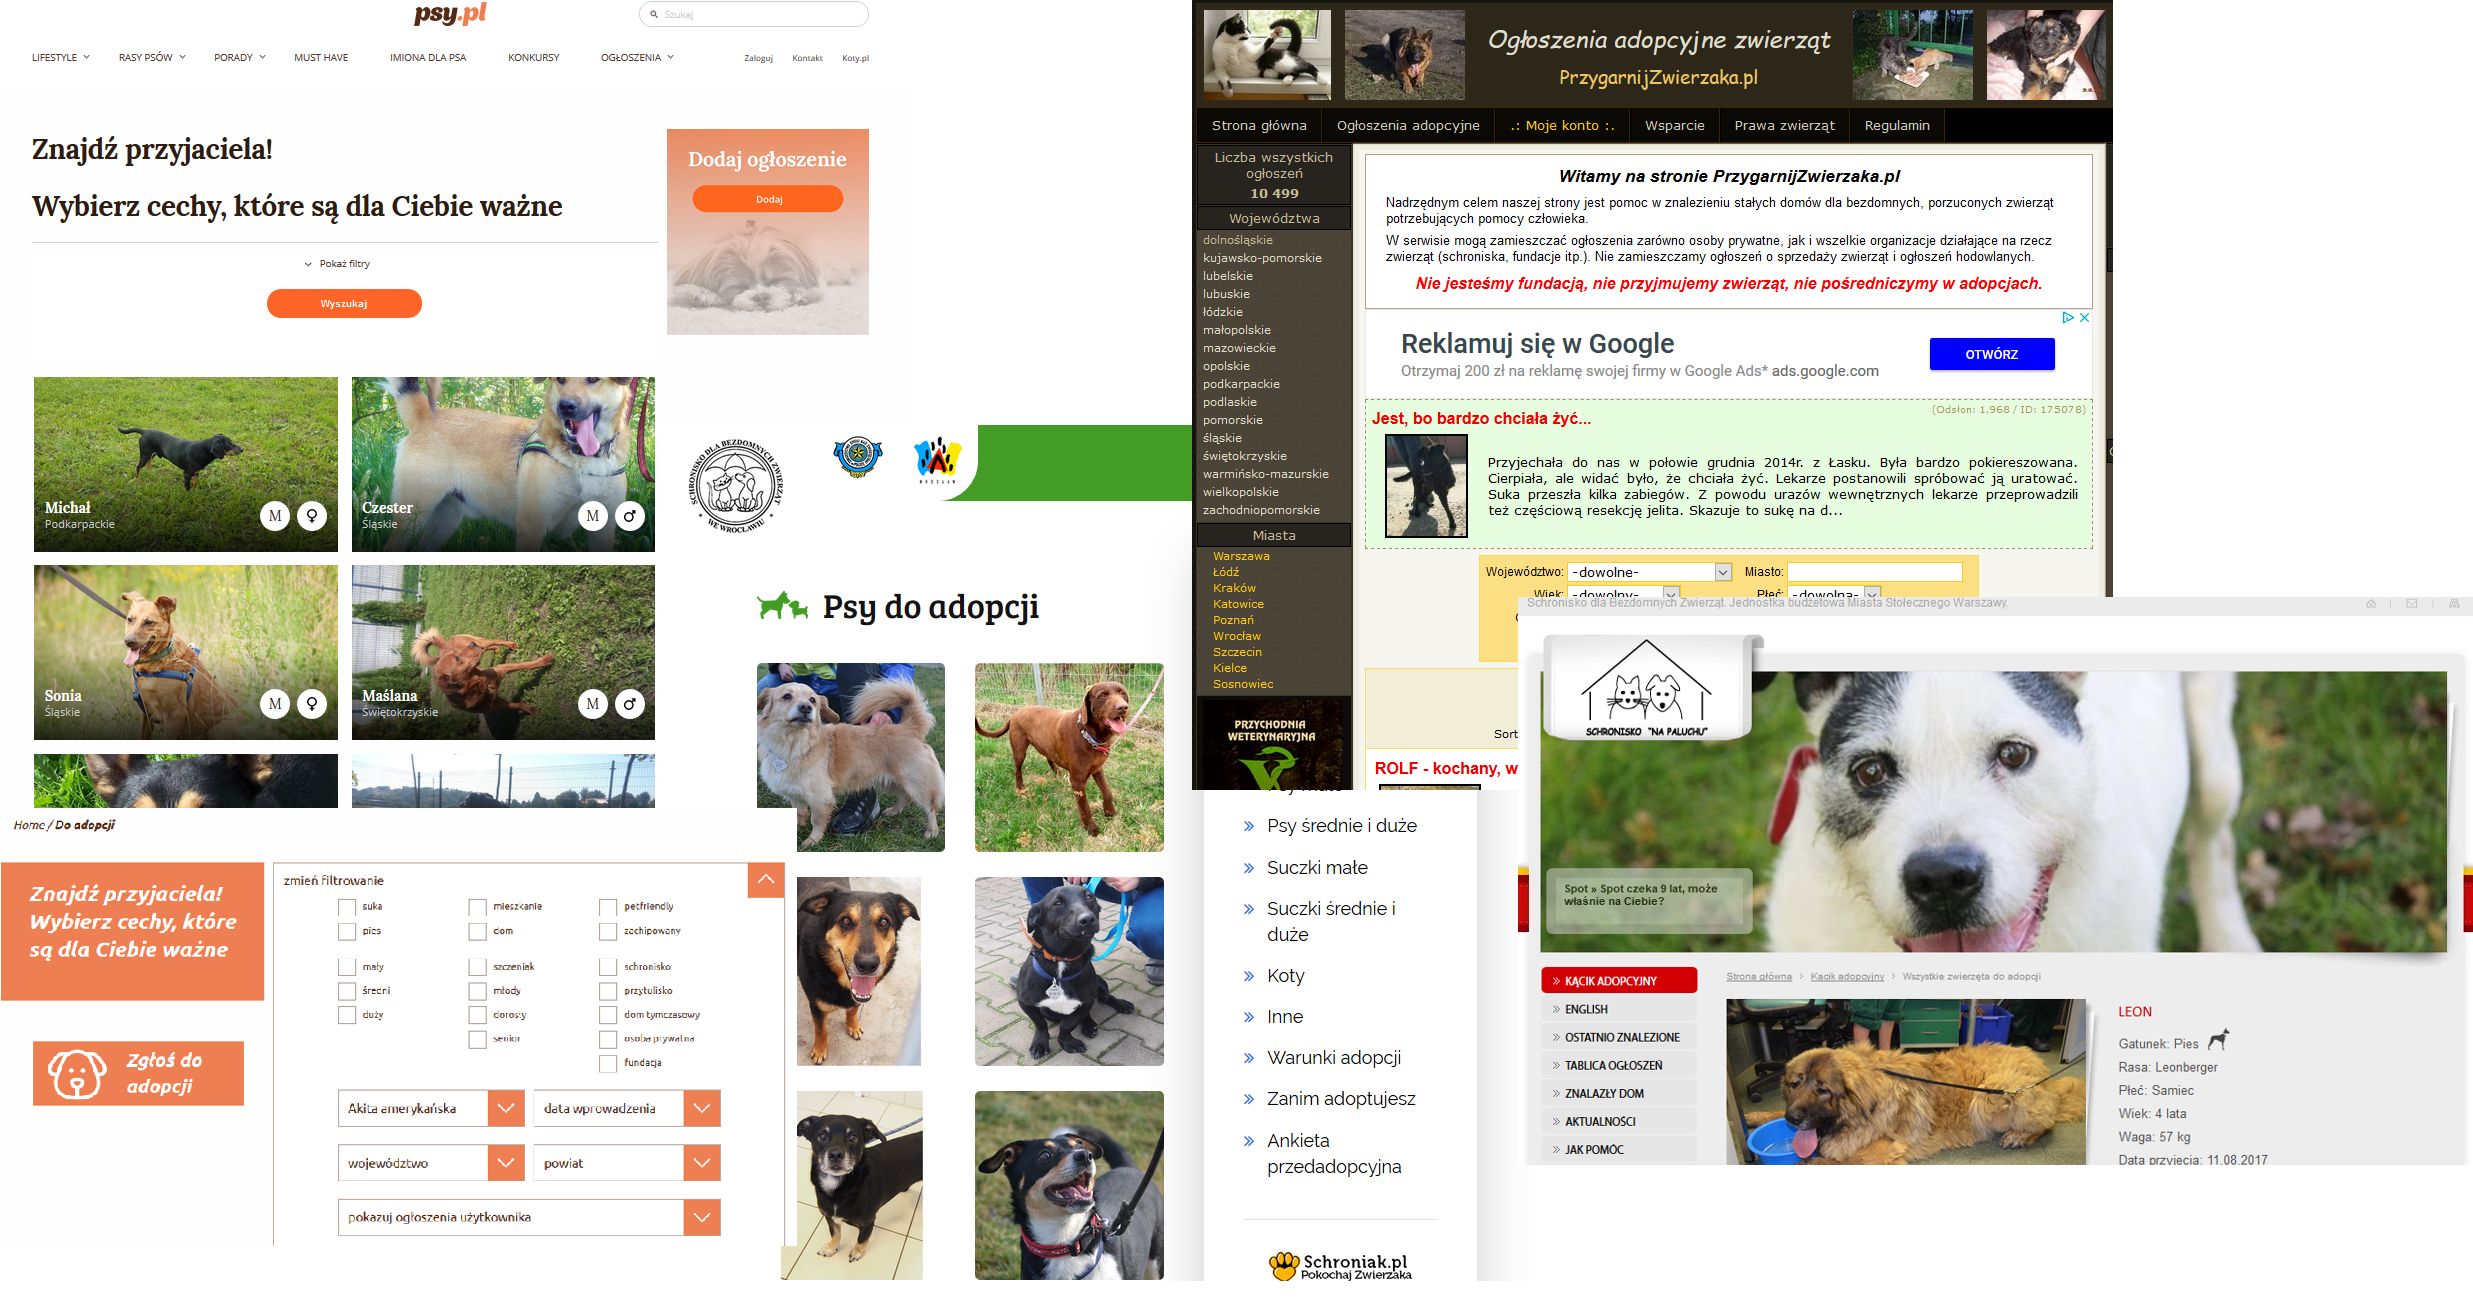 psy.pl
Szukaj
LIFESTYLE
RASY PSÓW
PORADY
MUST HAVE
IMIONA DLA PSA
KONKURSY
OGŁOSZENIA
Zaloguj
Kontakt
Koty.pl
Znajdź przyjaciela!
Wybierz cechy, które są dla Ciebie ważne
Pokaż filtry
Wyszukaj
Dodaj ogłoszenie
Dodaj
Michał
Podkarpackie
M
Czester
Śląskie
M
Sonia
Śląskie
M
Maślana
Świętokrzyskie
M
SCHRONISKO DLA BEZDOMNYCH ZWIERZĄT
WE WROCŁAWIU
WROCŁAW
Psy do adopcji
Home / Do adopcji
Znajdź przyjaciela!
Wybierz cechy, które
są dla Ciebie ważne
Zgłoś do
adopcji
zmień filtrowanie
suka
mieszkanie
petfriendly
pies
dom
zachipowany
mały
szczeniak
schronisko
średni
młody
przytulisko
duży
dorosty
dom tymczasowy
senior
osoba prywatna
fundacja
Akita amerykańska
data wprowadzenia
województwo
powiat
pokazuj ogłoszenia użytkownika
Ogłoszenia adopcyjne zwierząt
PrzygarnijZwierzaka.pl
Strona główna
Ogłoszenia adopcyjne
.: Moje konto :.
Wsparcie
Prawa zwierząt
Regulamin
Liczba wszystkich
ogłoszeń
10 499
Województwa
dolnośląskie
kujawsko-pomorskie
lubelskie
lubuskie
łódzkie
małopolskie
mazowieckie
opolskie
podkarpackie
podlaskie
pomorskie
śląskie
świętokrzyskie
warmińsko-mazurskie
wielkopolskie
zachodniopomorskie
Miasta
Warszawa
Łódź
Kraków
Katowice
Poznań
Wrocław
Szczecin
Kielce
Sosnowiec
PRZYCHODNIA
WETERYNARYJNA
Witamy na stronie PrzygarnijZwierzaka.pl
Nadrzędnym celem naszej strony jest pomoc w znalezieniu stałych domów dla bezdomnych, porzuconych zwierząt
potrzebujących pomocy człowieka.
W serwisie mogą zamieszczać ogłoszenia zarówno osoby prywatne, jak i wszelkie organizacje działające na rzecz
zwierząt (schroniska, fundacje itp.). Nie zamieszczamy ogłoszeń o sprzedaży zwierząt i ogłoszeń hodowlanych.
Nie jesteśmy fundacją, nie przyjmujemy zwierząt, nie pośredniczymy w adopcjach.
Reklamuj się w Google
Otrzymaj 200 zł na reklamę swojej firmy w Google Ads* ads.google.com
OTWÓRZ
(Odsłon: 1,968 / ID: 175078)
Jest, bo bardzo chciała żyć...
Przyjechała do nas w połowie grudnia 2014r. z Łasku. Była bardzo pokiereszowana.
Cierpiała, ale widać było, że chciała żyć. Lekarze postanowili spróbować ją uratować.
Suka przeszła kilka zabiegów. Z powodu urazów wewnętrznych lekarze przeprowadzili
też częściową resekcję jelita. Skazuje to sukę na d...
Województwo:
-dowolne-
Miasto:
Wiek:
-dowolny-
Płeć:
-dowolna-
Sort
ROLF - kochany, w
Psy małe
Psy średnie i duże
Suczki małe
Suczki średnie i
duże
Koty
Inne
Warunki adopcji
Zanim adoptujesz
Ankieta
przedadopcyjna
Schroniak.pl
Pokochaj Zwierzaka
Schronisko dla Bezdomnych Zwierząt. Jednostka budżetowa Miasta Stołecznego Warszawy.
SCHRONISKO "NA PALUCHU"
Spot » Spot czeka 9 lat, może
właśnie na Ciebie?
KĄCIK ADOPCYJNY
ENGLISH
OSTATNIO ZNALEZIONE
TABLICA OGŁOSZEŃ
ZNALAZŁY DOM
AKTUALNOŚCI
JAK POMÓC
Strona główna > Kącik adopcyjny > Wszystkie zwierzęta do adopcji
LEON
Gatunek: Pies
Rasa: Leonberger
Płeć: Samiec
Wiek: 4 lata
Waga: 57 kg
Data przyjęcia: 11.08.2017